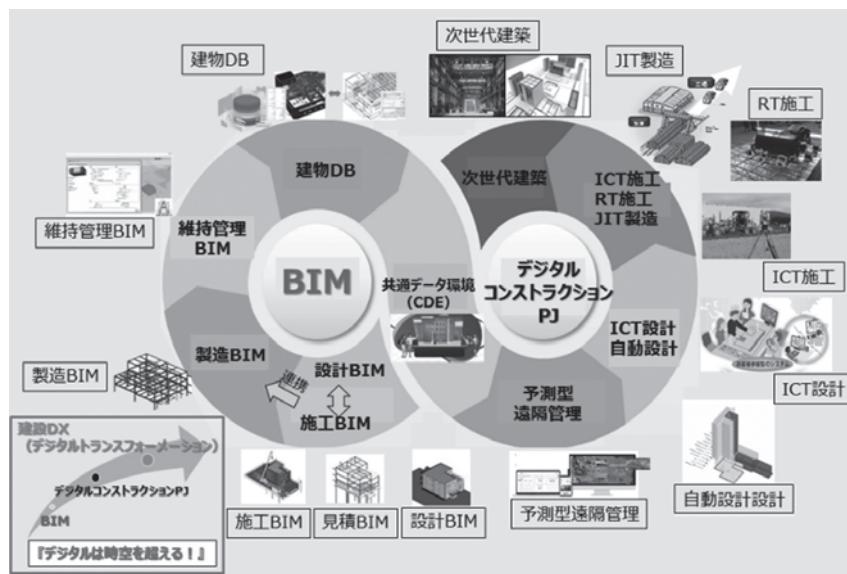 建物DB
次世代建築
JIT製造
RT施工
建物DB
次世代建築
ICT施工
RT施工
JIT製造
維持管理BIM
維持管理
BIM
BIM
共通データ環境
(CDE)
デジタル
コンストラクション
PJ
ICT施工
製造BIM
設計BIM
連携
施工BIM
ICT設計
自動設計
予測型
遠隔管理
製造BIM
ICT設計
建設DX
(デジタルトランスフォーメーション)
デジタルコンストラクションPJ
BIM
『デジタルは時空を超える!』
施工BIM
見積BIM
設計BIM
予測型遠隔管理
自動設計設計